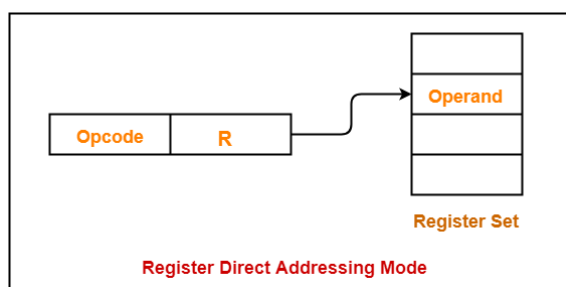 Opcode
R
Operand
Register Set
Register Direct Addressing Mode